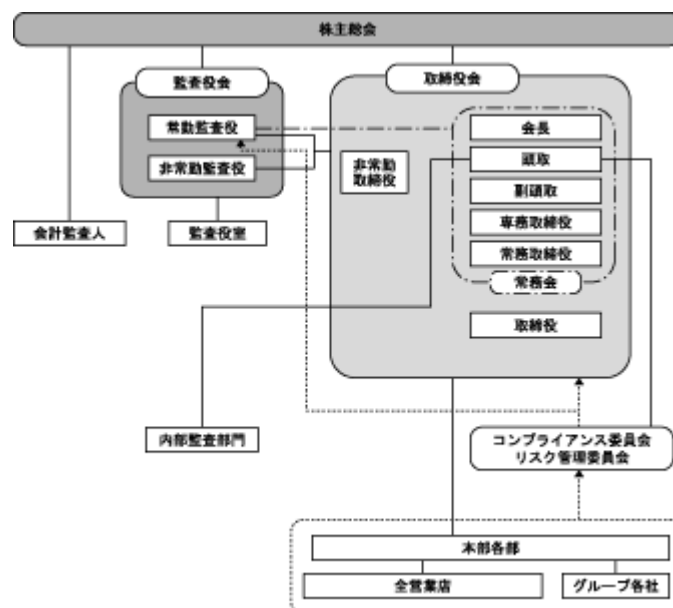 株主総会
監査役会
取締役会
常勤監査役
会長
非常勤監査役
非常勤
取締役
頭取
副頭取
専務取締役
会計監査人
監査役室
常務取締役
常務会
取締役
内部監査部門
コンプライアンス委員会
リスク管理委員会
本部各部
全営業店
グループ各社